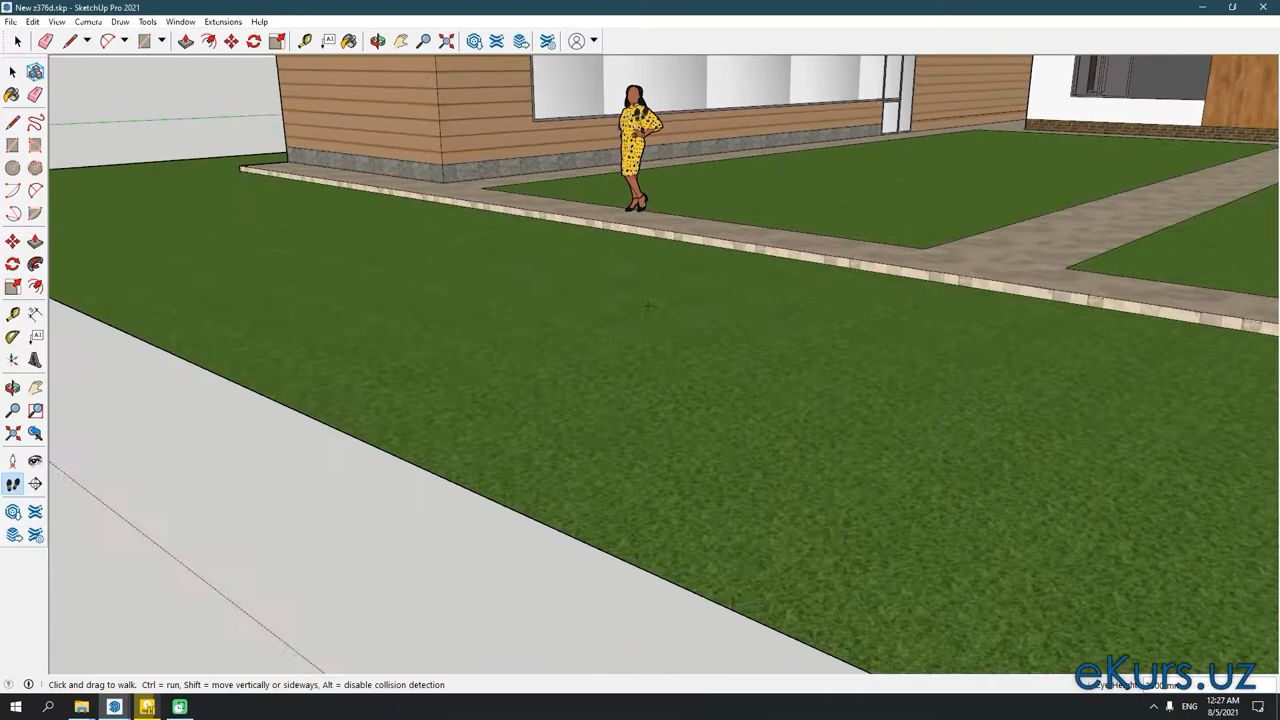 New z376d.skp - SketchUp Pro 2021
File Edit View Camera Draw Tools Window Extensions Help
Click and drag to walk. Ctrl = run, Shift = move vertically or sideways, Alt = disable collision detection
eKurs.uz
ENG
12:27 AM
8/5/2021